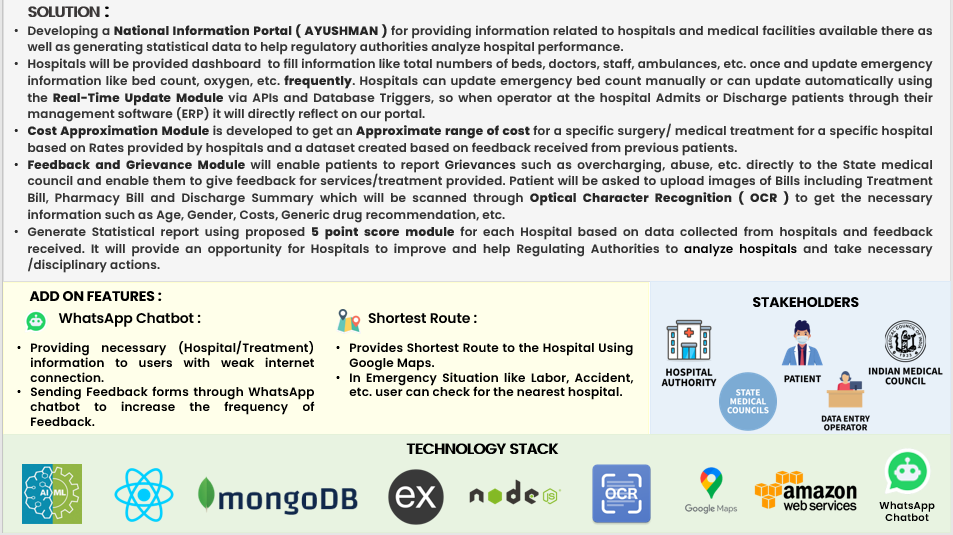 SOLUTION :
• Developing a National Information Portal ( AYUSHMAN ) for providing information related to hospitals and medical facilities available there as
well as generating statistical data to help regulatory authorities analyze hospital performance.
• Hospitals will be provided dashboard to fill information like total numbers of beds, doctors, staff, ambulances, etc. once and update emergency
information like bed count, oxygen, etc. frequently. Hospitals can update emergency bed count manually or can update automatically using
the Real-Time Update Module via APIs and Database Triggers, so when operator at the hospital Admits or Discharge patients through their
management software (ERP) it will directly reflect on our portal.
• Cost Approximation Module is developed to get an Approximate range of cost for a specific surgery/ medical treatment for a specific hospital
based on Rates provided by hospitals and a dataset created based on feedback received from previous patients.
• Feedback and Grievance Module will enable patients to report Grievances such as overcharging, abuse, etc. directly to the State medical
council and enable them to give feedback for services/treatment provided. Patient will be asked to upload images of Bills including Treatment
Bill, Pharmacy Bill and Discharge Summary which will be scanned through Optical Character Recognition ( OCR ) to get the necessary
information such as Age, Gender, Costs, Generic drug recommendation, etc.
• Generate Statistical report using proposed 5 point score module for each Hospital based on data collected from hospitals and feedback
received. It will provide an opportunity for Hospitals to improve and help Regulating Authorities to analyze hospitals and take necessary
/disciplinary actions.
ADD ON FEATURES :
WhatsApp Chatbot :
• Providing necessary (Hospital/Treatment)
information to users with weak internet
connection.
• Sending Feedback forms through WhatsApp
chatbot to increase the frequency of
Feedback.
Shortest Route :
• Provides Shortest Route to the Hospital Using
Google Maps.
• In Emergency Situation like Labor, Accident,
etc. user can check for the nearest hospital.
STAKEHOLDERS
HOSPITAL
AUTHORITY
PATIENT
INDIAN MEDICAL
COUNCIL
STATE
MEDICAL
COUNCILS
DATA ENTRY
OPERATOR
TECHNOLOGY STACK
AI ML
mongoDB
ex
node
JS
OCR
Google Maps
amazon
web services
WhatsApp
Chatbot